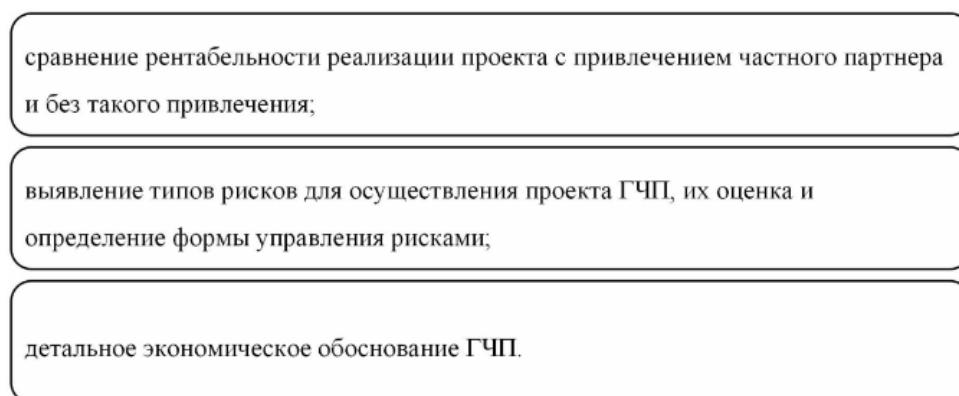 сравнение рентабельности реализации проекта с привлечением частного партнера
и без такого привлечения;
выявление типов рисков для осуществления проекта ГЧП, их оценка и
определение формы управления рисками;
детальное экономическое обоснование ГЧП.